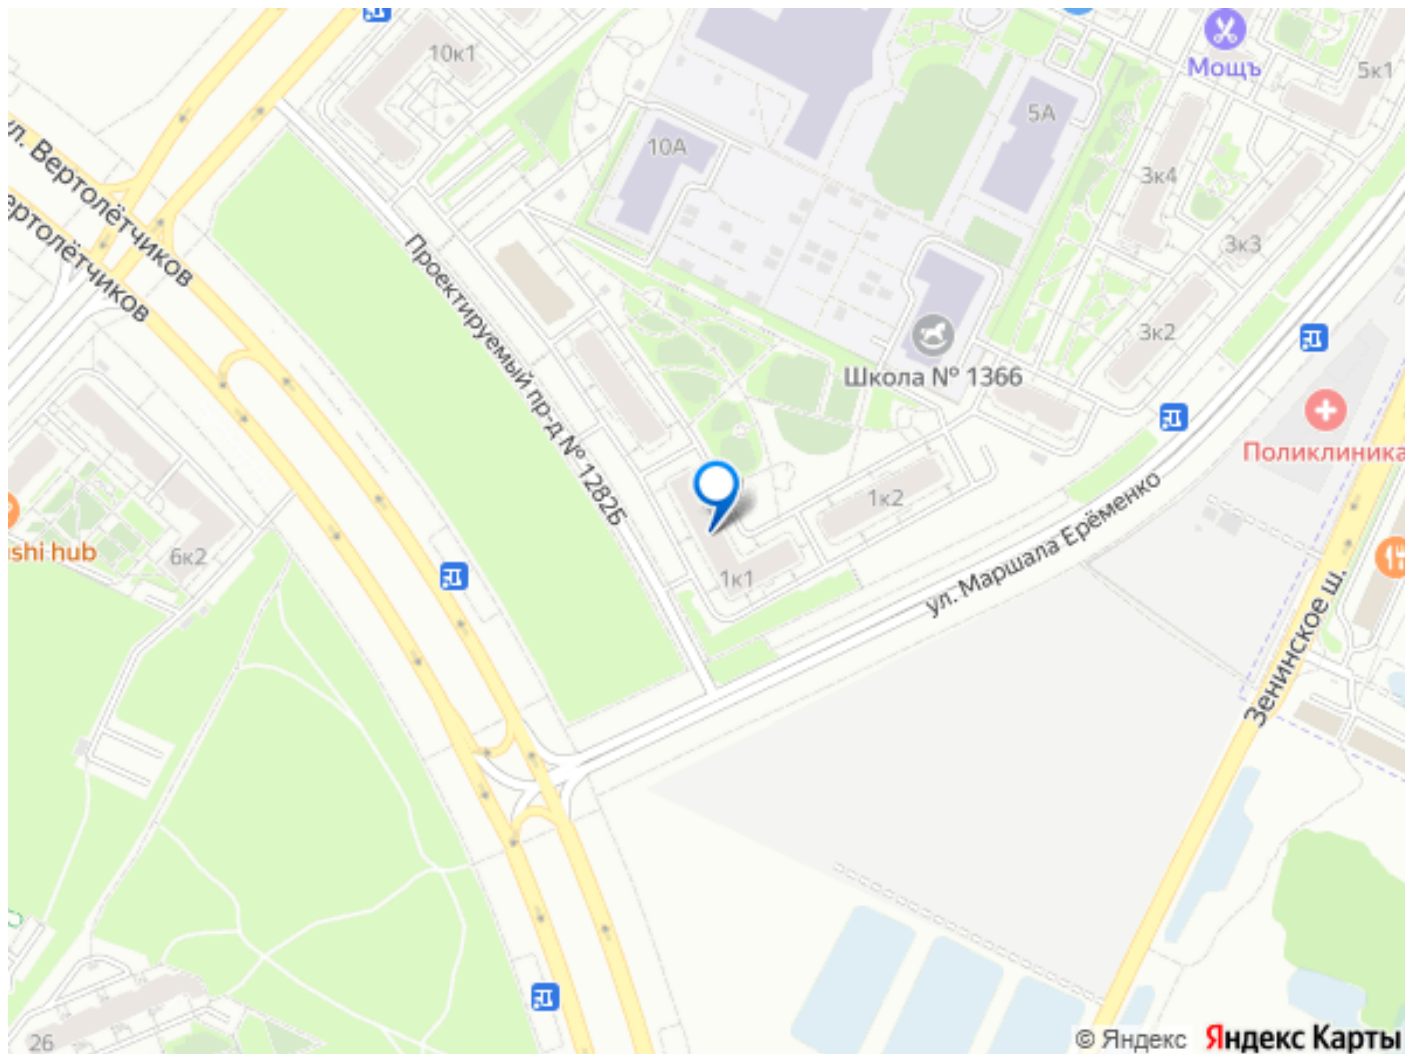 10к1
Мощъ
5к1
5А
10А
3к4
ул. Вертолётчиков
Вертолётчиков
3к3
Проектируемый пр-д № 1282Б
3к2
Школа № 1366
Поликлиника
1к2
shi hub
6к2
ул. Маршала Ерёменко
1к1
Зенинское ш.
26
© Яндекс Яндекс Карты